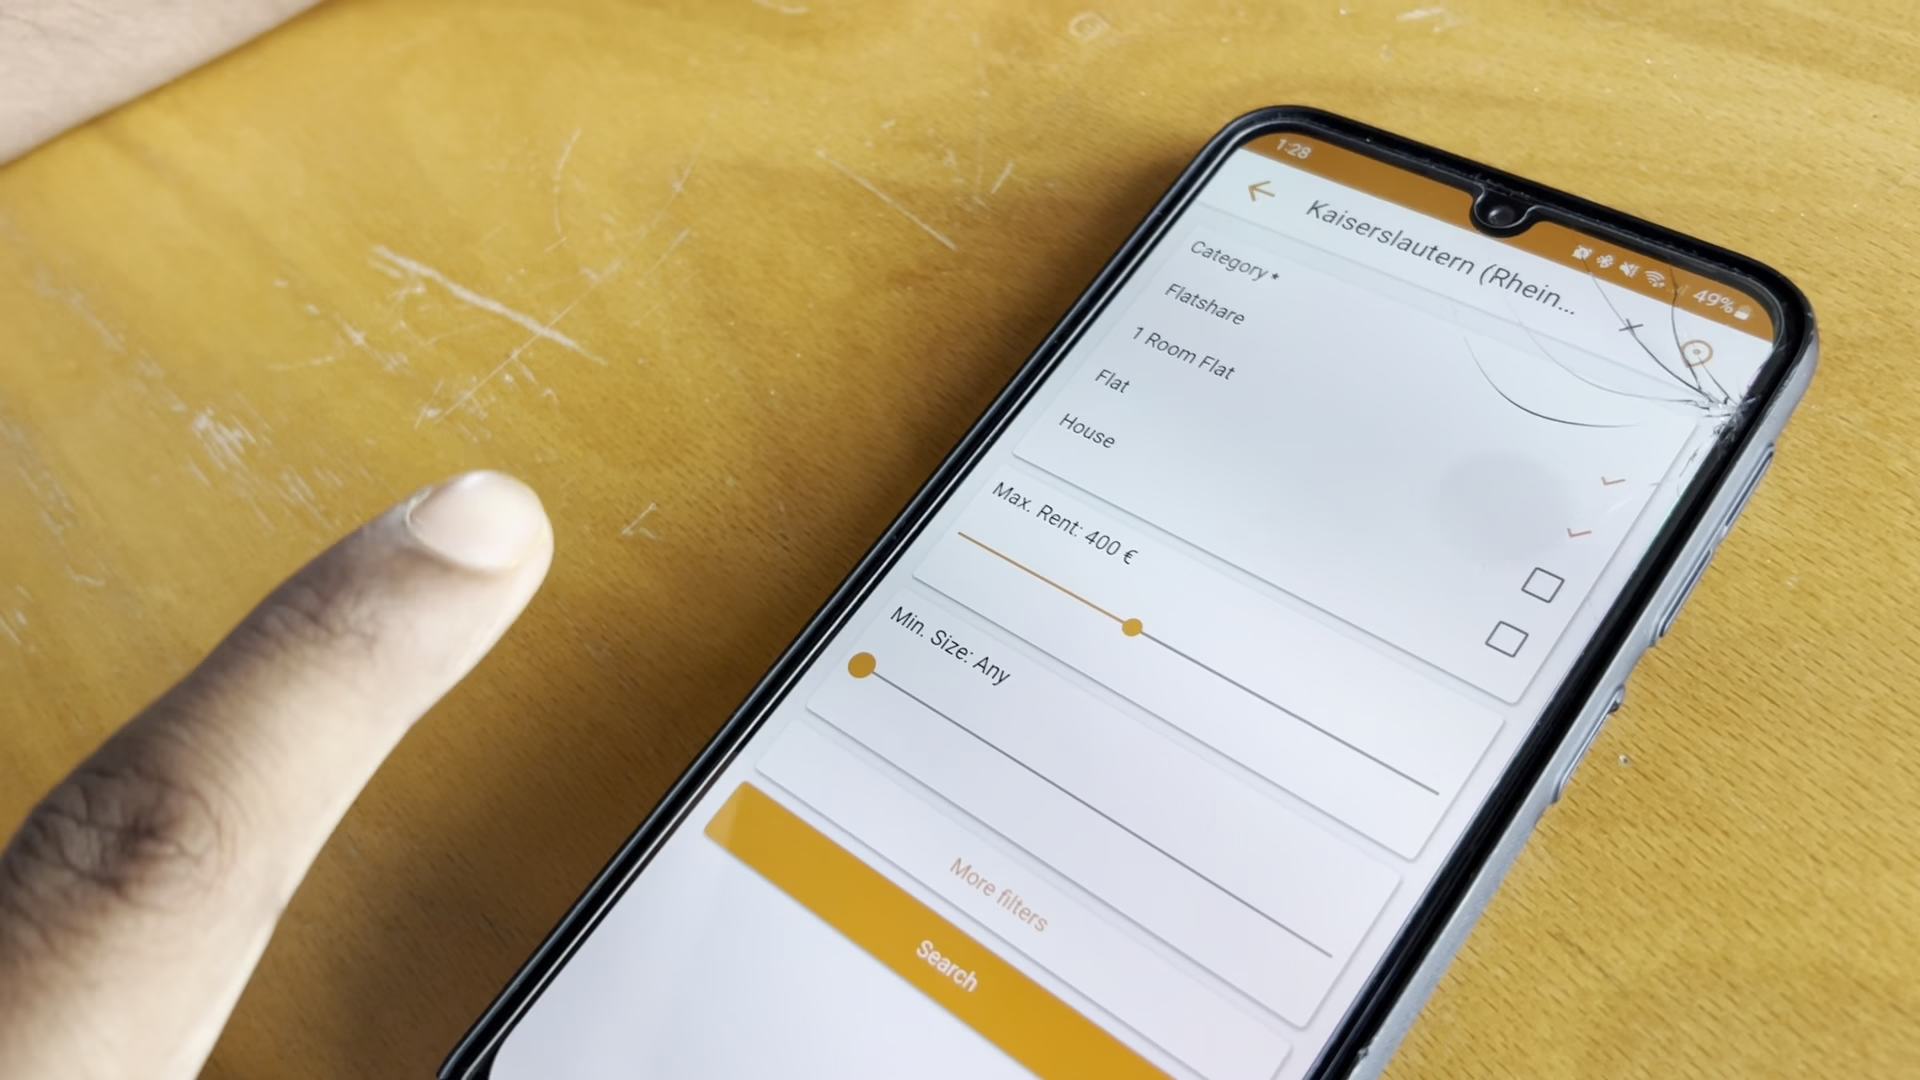 1:28
49%
Kaiserslautern (Rhein...
Category *
Flatshare
1 Room Flat
Flat
House
Max. Rent: 400 €
Min. Size: Any
More filters
Search